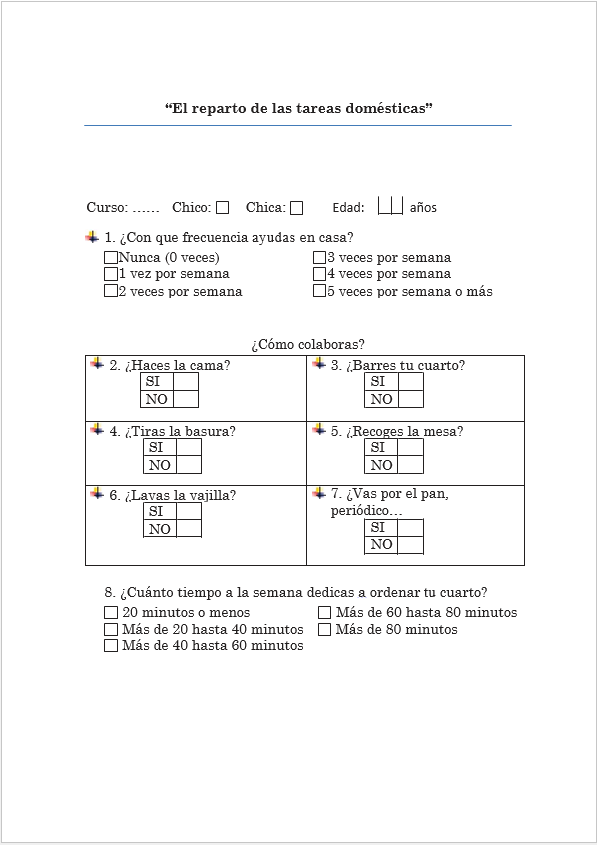 “El reparto de las tareas domésticas”
Curso: …… Chico: Chica: Edad: años
1. ¿Con que frecuencia ayudas en casa?
Nunca (0 veces) 3 veces por semana
1 vez por semana 4 veces por semana
2 veces por semana 5 veces por semana o más
¿Cómo colaboras?
2. ¿Haces la cama?
SI
NO
3. ¿Barres tu cuarto?
SI
NO
4. ¿Tiras la basura?
SI
NO
5. ¿Recoges la mesa?
SI
NO
6. ¿Lavas la vajilla?
SI
NO
7. ¿Vas por el pan,
periódico…
SI
NO
8. ¿Cuánto tiempo a la semana dedicas a ordenar tu cuarto?
20 minutos o menos Más de 60 hasta 80 minutos
Más de 20 hasta 40 minutos Más de 80 minutos
Más de 40 hasta 60 minutos